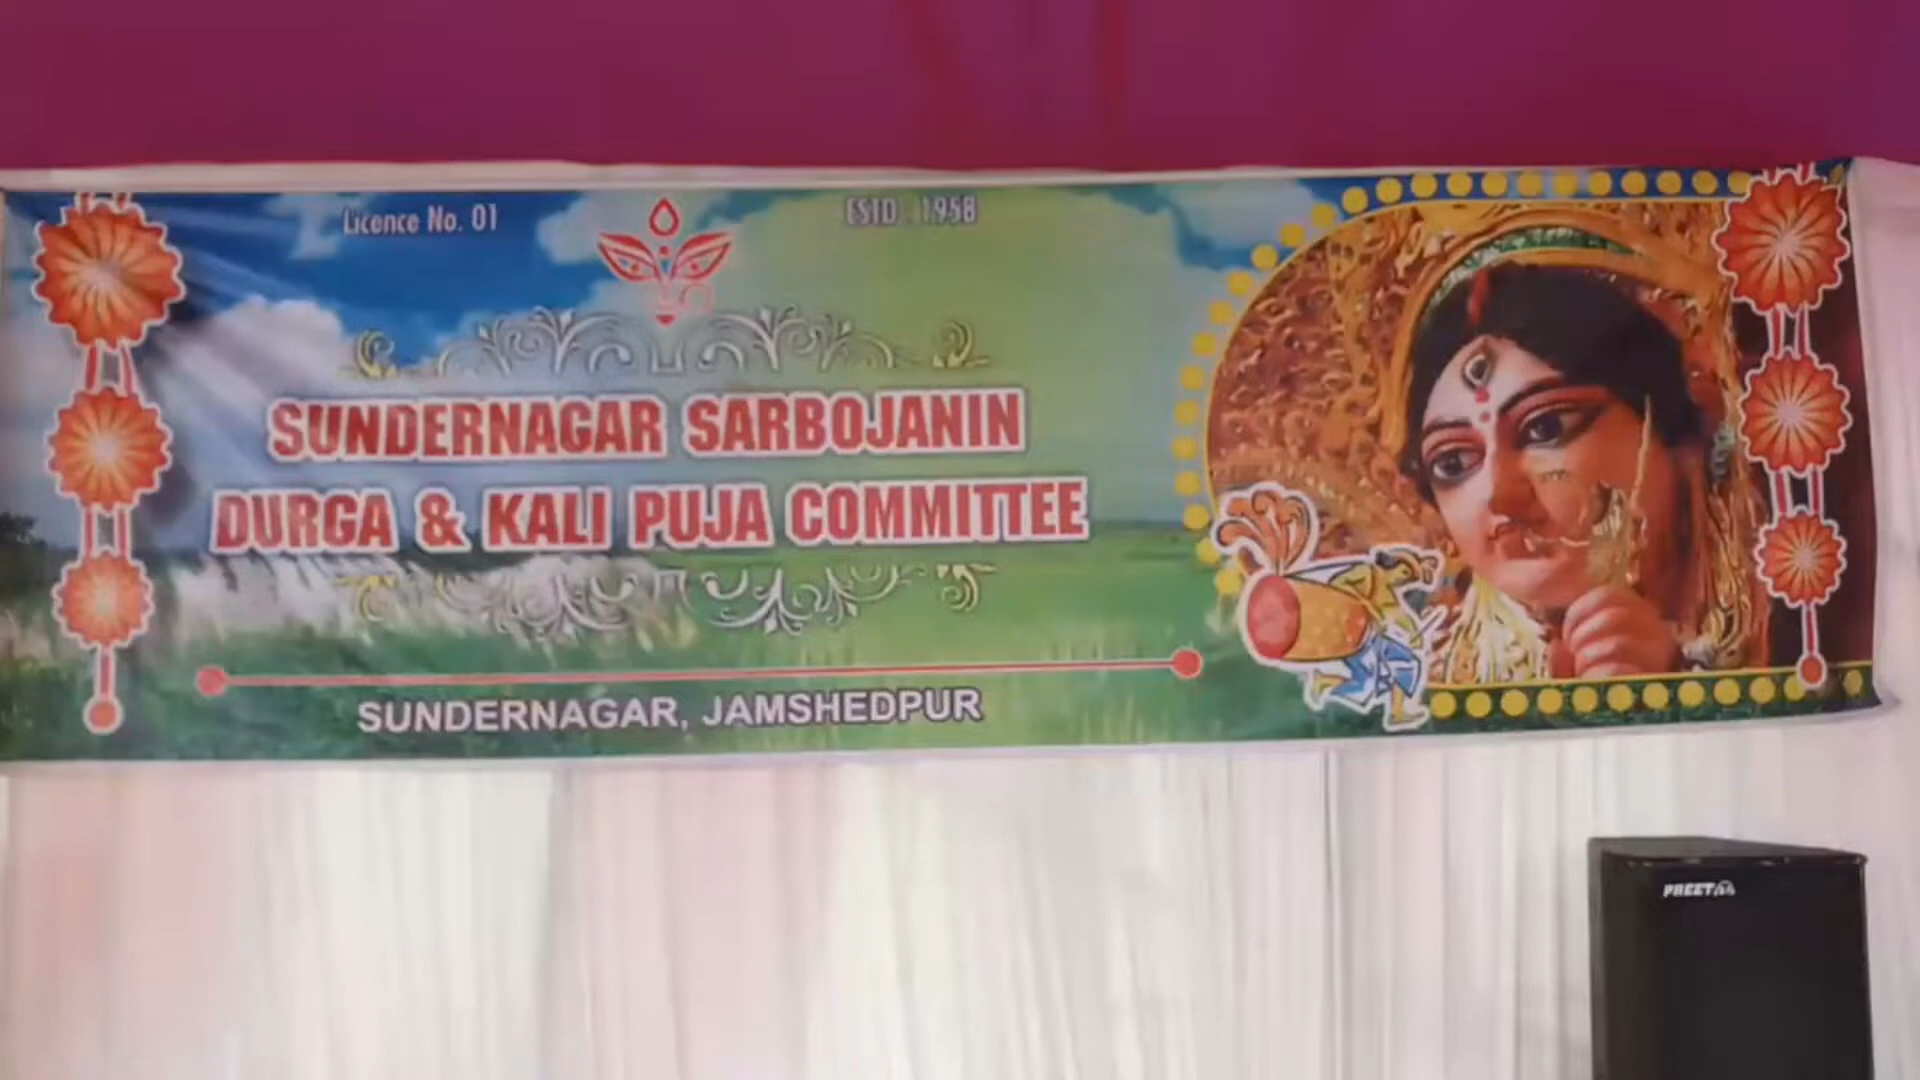 Licence No. 01
ESTD . 1958
SUNDERNAGAR SARBOJANIN
DURGA & KALI PUJA COMMITTEE
SUNDERNAGAR, JAMSHEDPUR
PREET